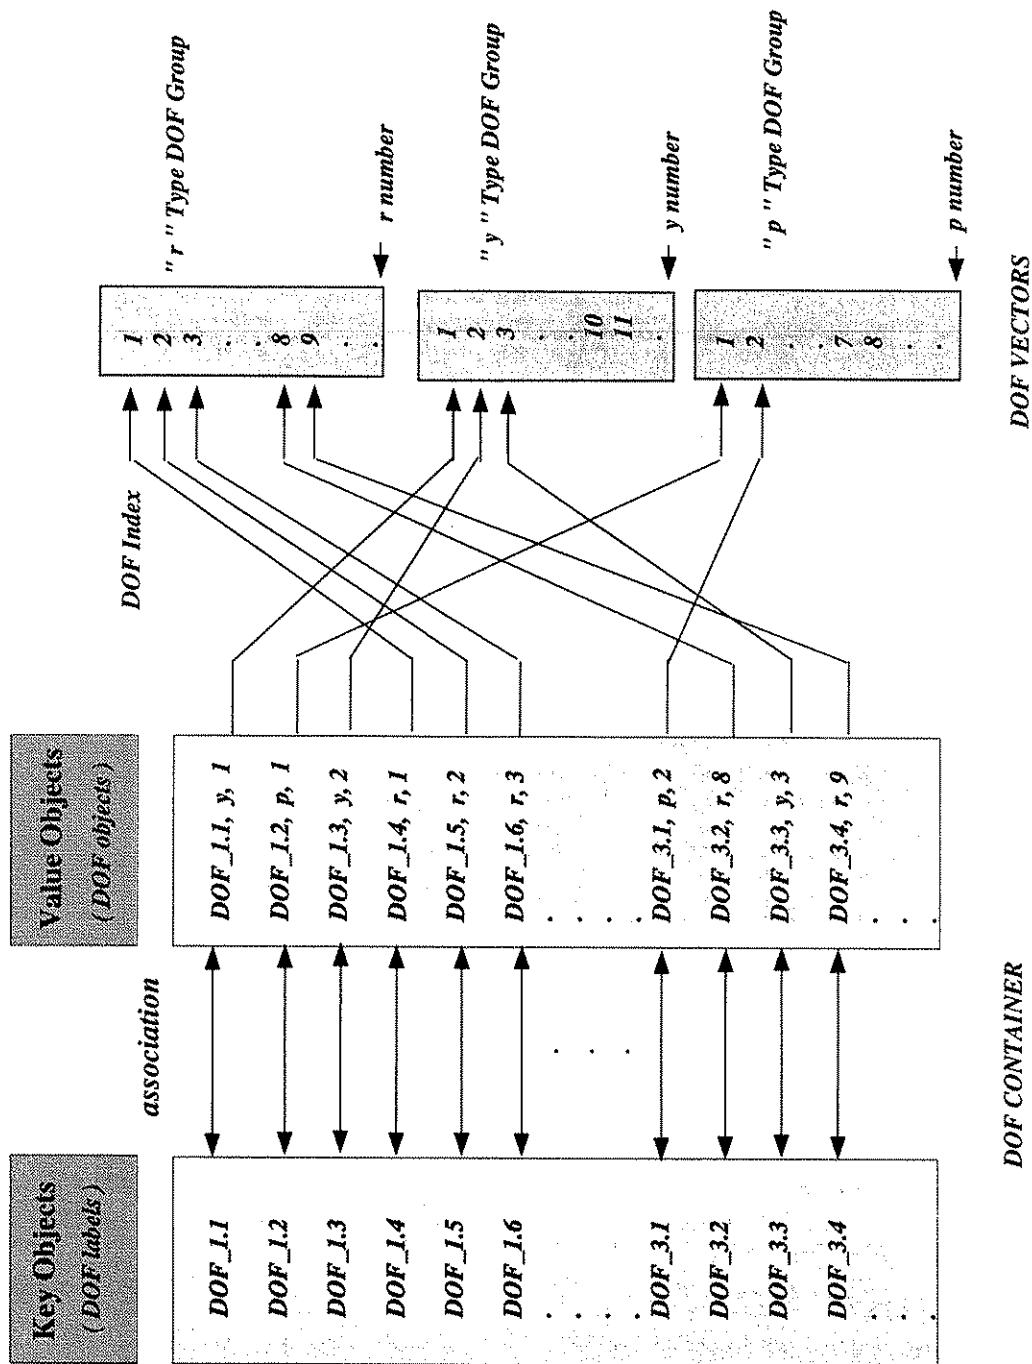 Key Objects
( DOF labels )
DOF_1.1
DOF_1.2
DOF_1.3
DOF_1.4
DOF_1.5
DOF_1.6
. . . .
DOF_3.1
DOF_3.2
DOF_3.3
DOF_3.4
. . .
association
. . .
Value Objects
( DOF objects )
DOF_1.1, y, 1
DOF_1.2, p, 1
DOF_1.3, y, 2
DOF_1.4, r, 1
DOF_1.5, r, 2
DOF_1.6, r, 3
. . . .
DOF_3.1, p, 2
DOF_3.2, r, 8
DOF_3.3, y, 3
DOF_3.4, r, 9
. . .
DOF CONTAINER
DOF Index
1
2
3
. .
8
9
. .
" r " Type DOF Group
r number
1
2
3
. .
10
11
.
" y " Type DOF Group
y number
1
2
. .
7
8
. .
" p " Type DOF Group
p number
DOF VECTORS